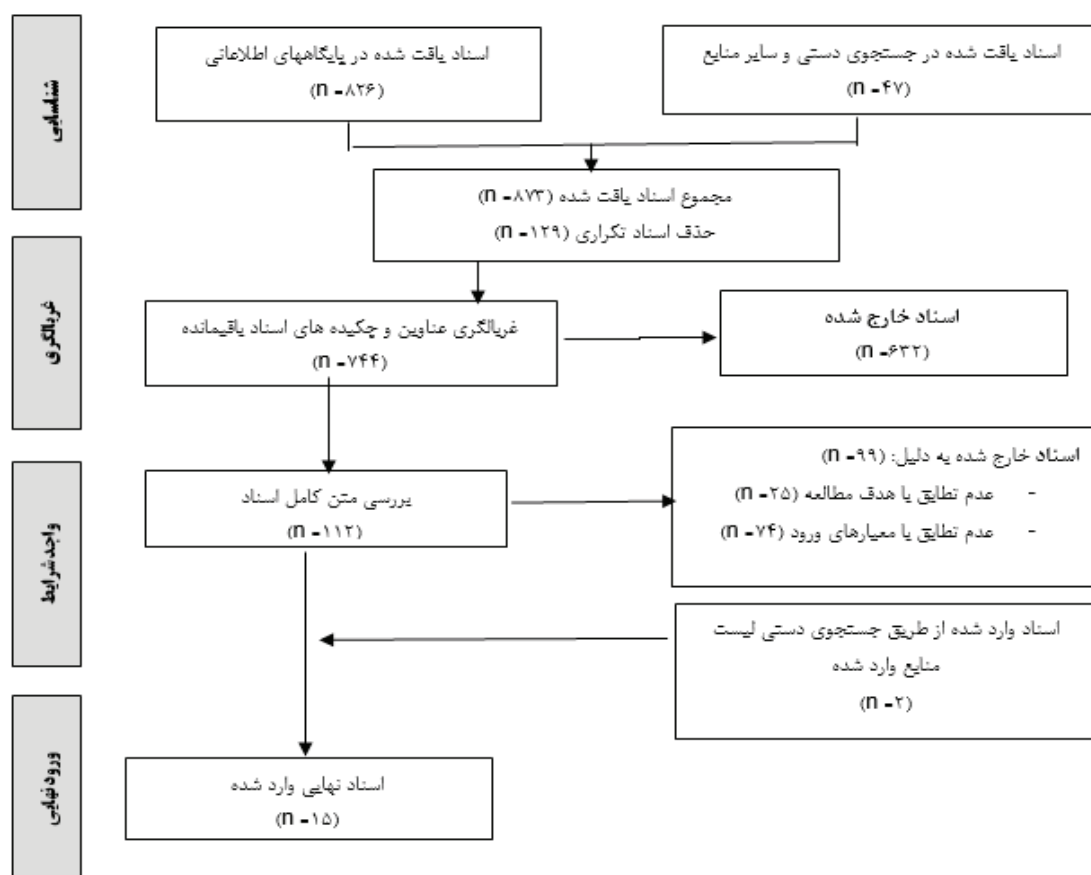 شناسایی
اسناد یافت شده در پایگاههای اطلاعاتی
(n =۸۲۶)
اسناد یافت شده در جستجوی دستی و سایر منابع
(n =۴۷)
مجموع اسناد یافت شده (n =۸۷۳)
حذف اسناد تکراری (n =۱۲۹)
غربالگری
غربالگری عناوین و چکیده های اسناد باقیمانده
(n =۷۴۴)
اسناد خارج شده
(n =۶۳۲)
واجدشرایط
بررسی متن کامل اسناد
(n =۱۱۲)
اسناد خارج شده به دلیل: (n =۹۹)
- عدم تطابق با هدف مطالعه (n =۲۵)
- عدم تطابق با معیارهای ورود (n =۷۴)
اسناد وارد شده از طریق جستجوی دستی لیست
منابع وارد شده
(n =۲)
ورودنهایی
اسناد نهایی وارد شده
(n =۱۵)